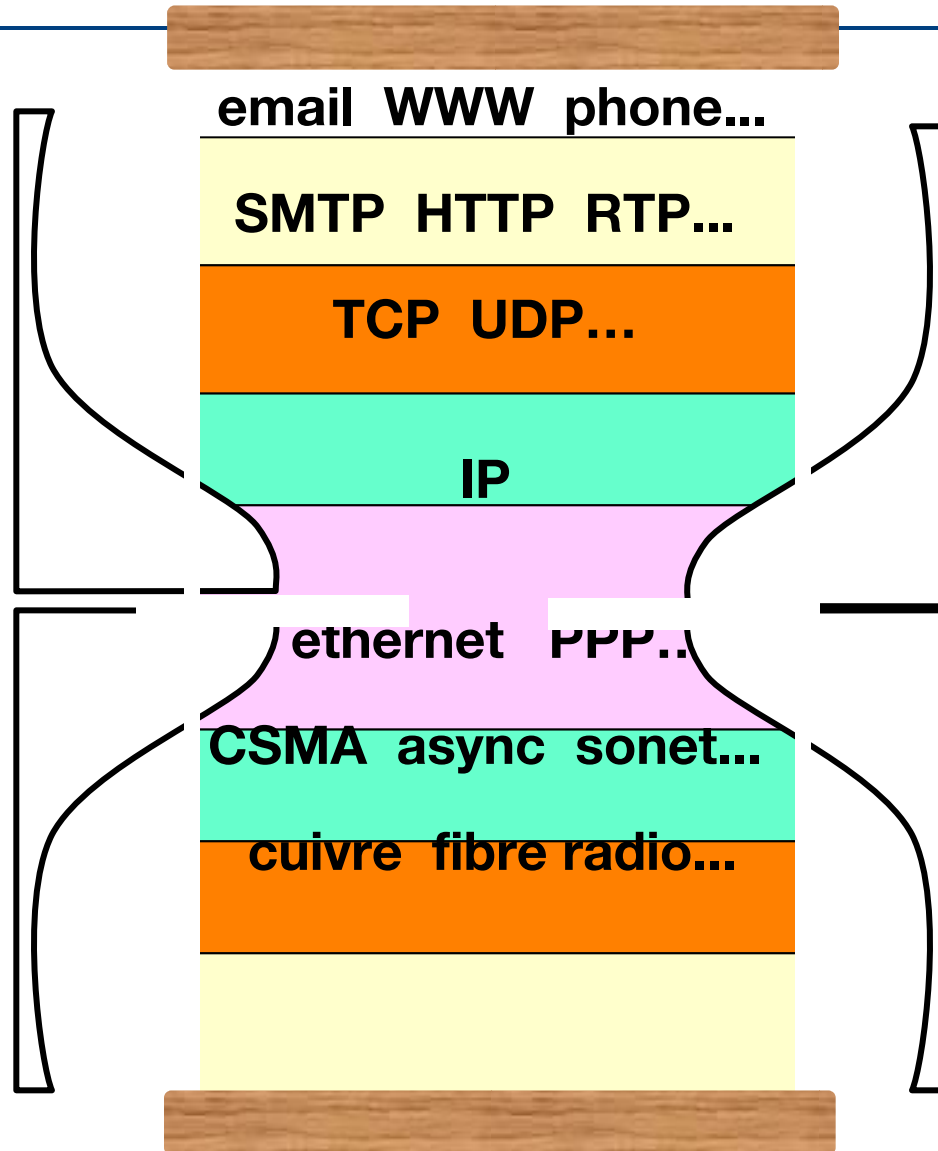 email WWW phone...
SMTP HTTP RTP...
TCP UDP...
IP
ethernet PPP..
CSMA async sonet...
cuivre fibre radio...